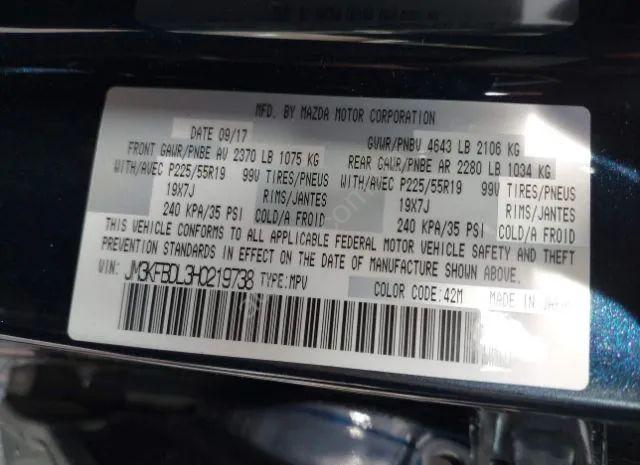 MFD. BY MAZDA MOTOR CORPORATION
DATE 09/17 GVWR/PNBV 4643 LB 2106 KG
FRONT GAWR/PNBE AV 2370 LB 1075 KG REAR GAWR/PNBE AR 2280 LB 1034 KG
WITH/AVEC P225/55R19 99V TIRES/PNEUS WITH/AVEC P225/55R19 99V TIRES/PNEUS
19X7J RIMS/JANTES 19X7J RIMS/JANTES
240 KPA/35 PSI COLD/A FROID 240 KPA/35 PSI COLD/A FROID
THIS VEHICLE CONFORMS TO ALL APPLICABLE FEDERAL MOTOR VEHICLE SAFETY AND THEFT
PREVENTION STANDARDS IN EFFECT ON THE DATE OF MANUFACTURE SHOWN ABOVE.
VIN: JM3KFBDL3H0219738 TYPE:MPV COLOR CODE:42M MADE IN JAPAN